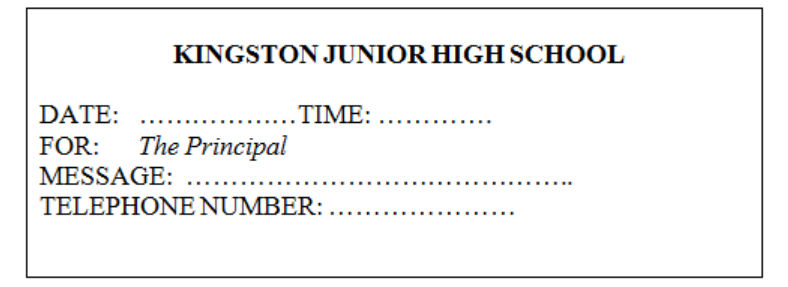 KINGSTON JUNIOR HIGH SCHOOL
DATE: ………………TIME: ………….
FOR: The Principal
MESSAGE: ……………………………………..
TELEPHONE NUMBER: …………………